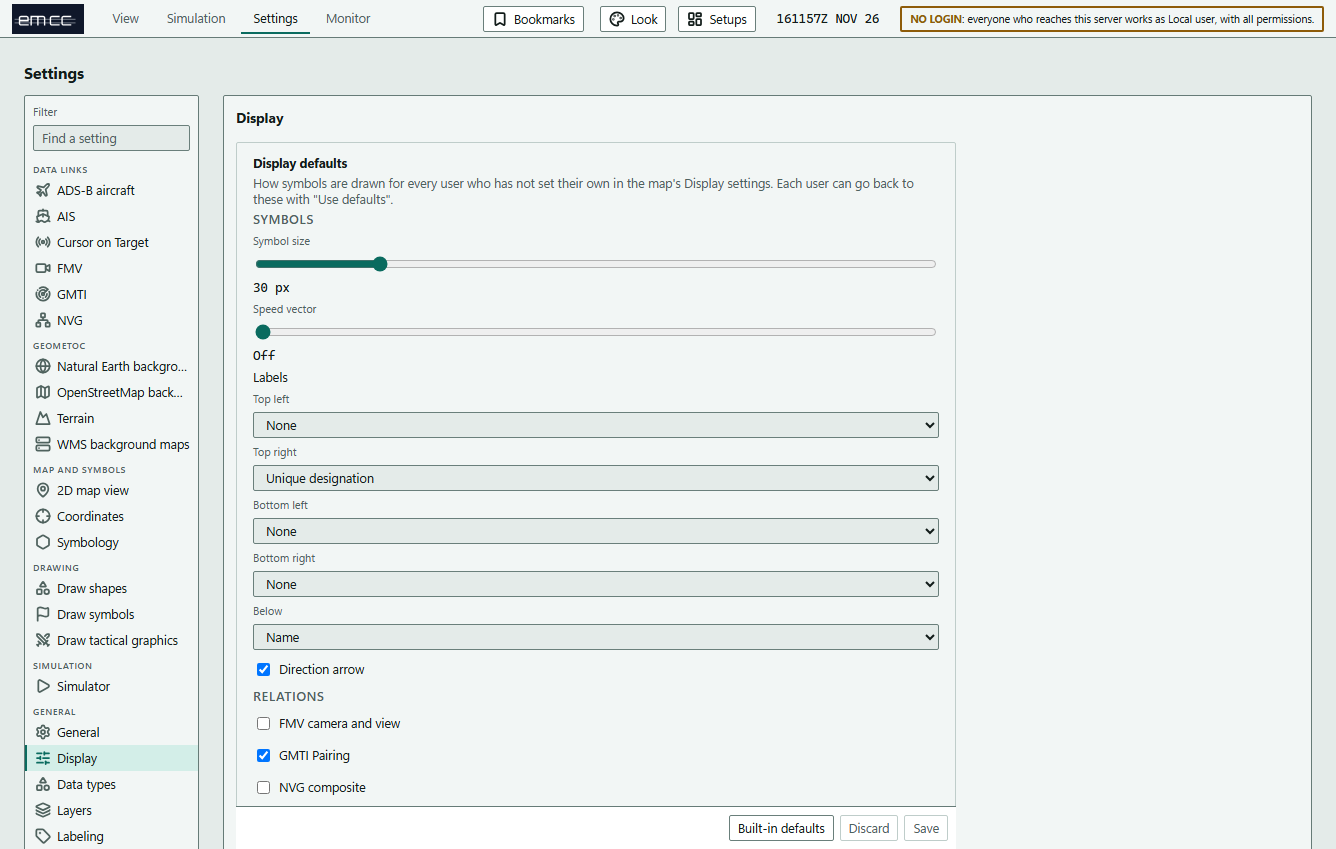 em.cc
View
Simulation
Settings
Monitor
Bookmarks
Look
Setups
161157Z NOV 26
NO LOGIN: everyone who reaches this server works as Local user, with all permissions.
Settings
Filter
Find a setting
DATA LINKS
ADS-B aircraft
AIS
Cursor on Target
FMV
GMTI
NVG
GEOMETOC
Natural Earth backgro...
OpenStreetMap back...
Terrain
WMS background maps
MAP AND SYMBOLS
2D map view
Coordinates
Symbology
DRAWING
Draw shapes
Draw symbols
Draw tactical graphics
SIMULATION
Simulator
GENERAL
General
Display
Data types
Layers
Labeling
Display
Display defaults
How symbols are drawn for every user who has not set their own in the map's Display settings. Each user can go back to
these with "Use defaults".
SYMBOLS
Symbol size
30 px
Speed vector
Off
Labels
Top left
None
Top right
Unique designation
Bottom left
None
Bottom right
None
Below
Name
Direction arrow
RELATIONS
FMV camera and view
GMTI Pairing
NVG composite
Built-in defaults
Discard
Save